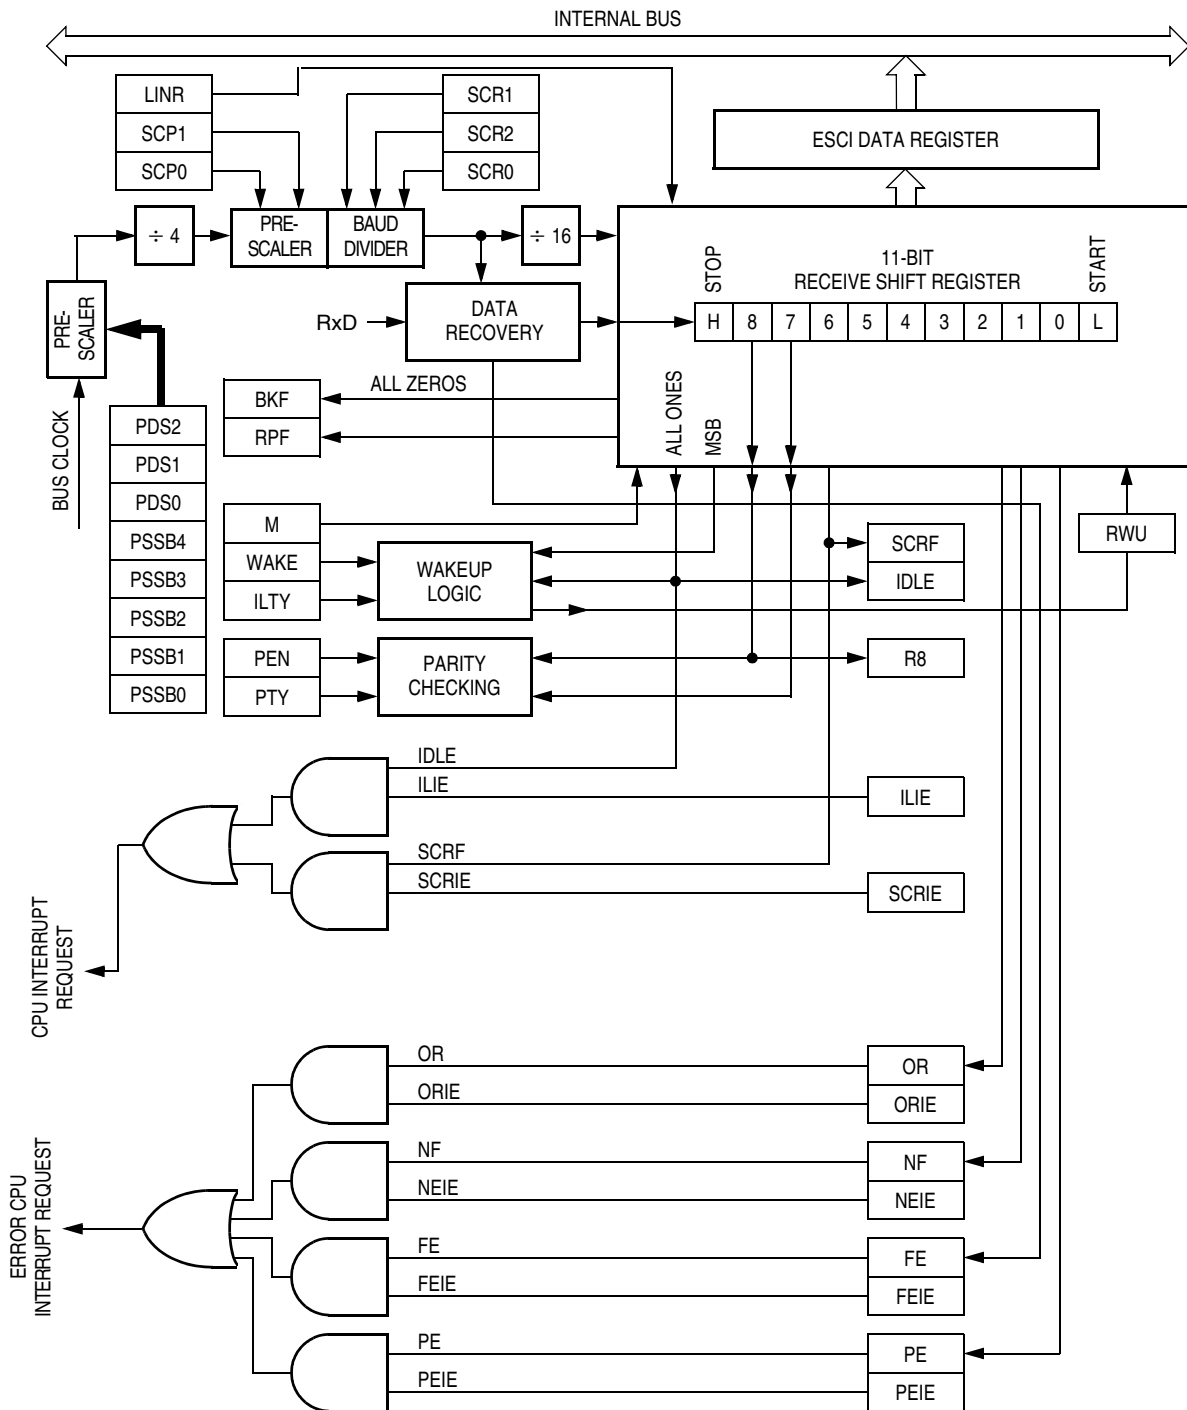 INTERNAL BUS
LINR
SCP1
SCP0
SCR1
SCR2
SCR0
ESCI DATA REGISTER
÷ 4
PRE-
SCALER
BAUD
DIVIDER
÷ 16
PRE-
SCALER
BUS CLOCK
RxD
DATA
RECOVERY
STOP
11-BIT
RECEIVE SHIFT REGISTER
START
H 8 7 6 5 4 3 2 1 0 L
ALL ZEROS
ALL ONES
MSB
BKF
RPF
PDS2
PDS1
PDS0
PSSB4
PSSB3
PSSB2
PSSB1
PSSB0
M
WAKE
ILTY
WAKEUP
LOGIC
SCRF
IDLE
RWU
PEN
PTY
PARITY
CHECKING
R8
IDLE
ILIE
ILIE
SCRF
SCRIE
SCRIE
CPU INTERRUPT
REQUEST
OR
ORIE
OR
ORIE
NF
NEIE
NF
NEIE
FE
FEIE
FE
FEIE
PE
PEIE
PE
PEIE
ERROR CPU
INTERRUPT REQUEST